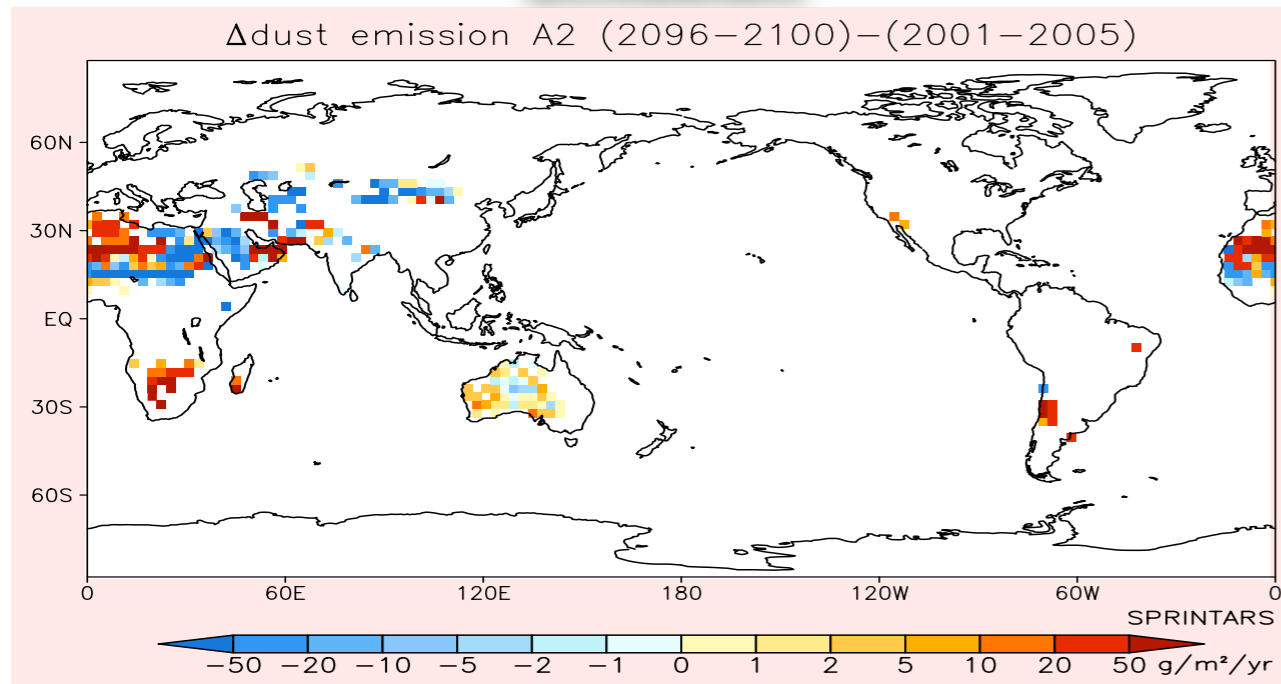 Δdust emission A2 (2096−2100)−(2001−2005)
60N
30N
EQ
30S
60S
0 60E 120E 180 120W 60W 0
SPRINTARS
−50 −20 −10 −5 −2 −1 0 1 2 5 10 20 50 g/m²/yr